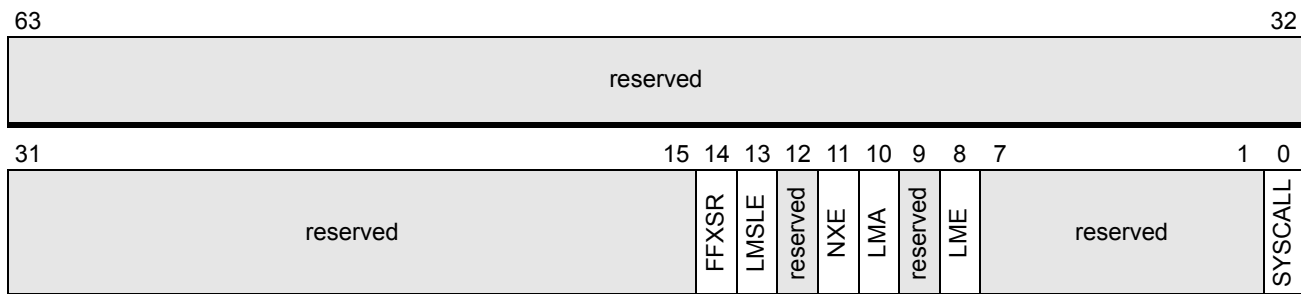 63 32
reserved
31 15 14 13 12 11 10 9 8 7 1 0
reserved FFXSR LMSLE reserved NXE LMA reserved LME reserved SYSCALL